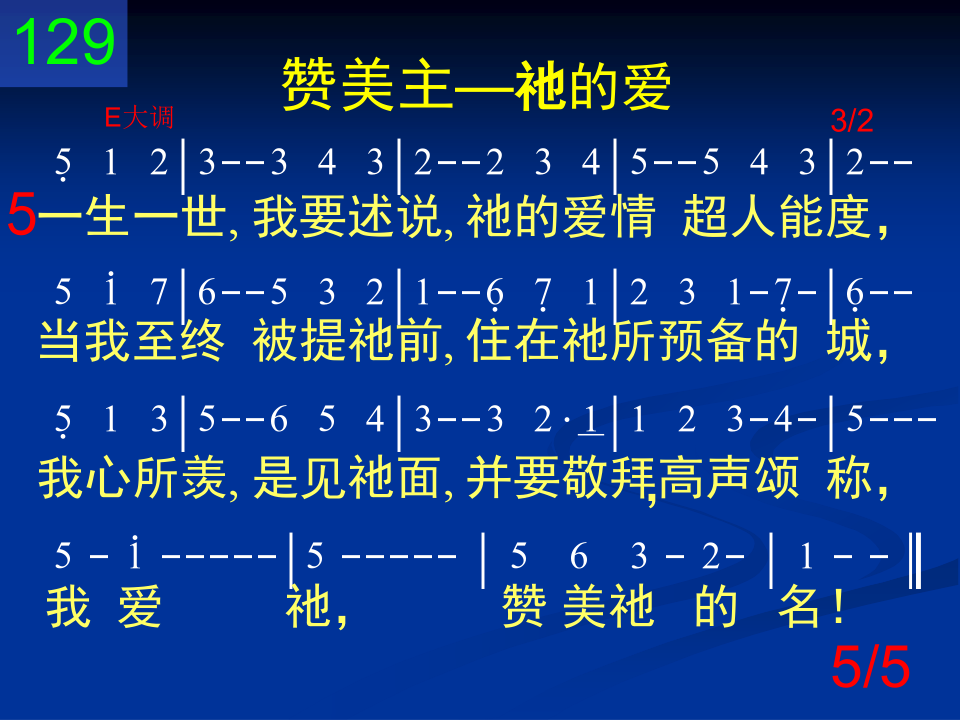 129
赞美主—祂的爱
E大调 3/2
5̣ 1 2|3--3 4 3|2--2 3 4|5--5 4 3|2--
5一生一世, 我要述说, 祂的爱情 超人能度，
5 1̇ 7|6--5 3 2|1--6̣ 7̣ 1|2 3 1-7̣-|6̣--
当我至终 被提祂前, 住在祂所预备的 城，
5̣ 1 3|5--6 5 4|3--3 2·1̲|1 2 3-4-|5---
我心所羡, 是见祂面, 并要敬拜,高声颂 称，
5 - 1̇ -----|5 -----| 5 6 3 - 2-| 1 - -‖
我 爱 祂， 赞 美祂 的 名！
5/5